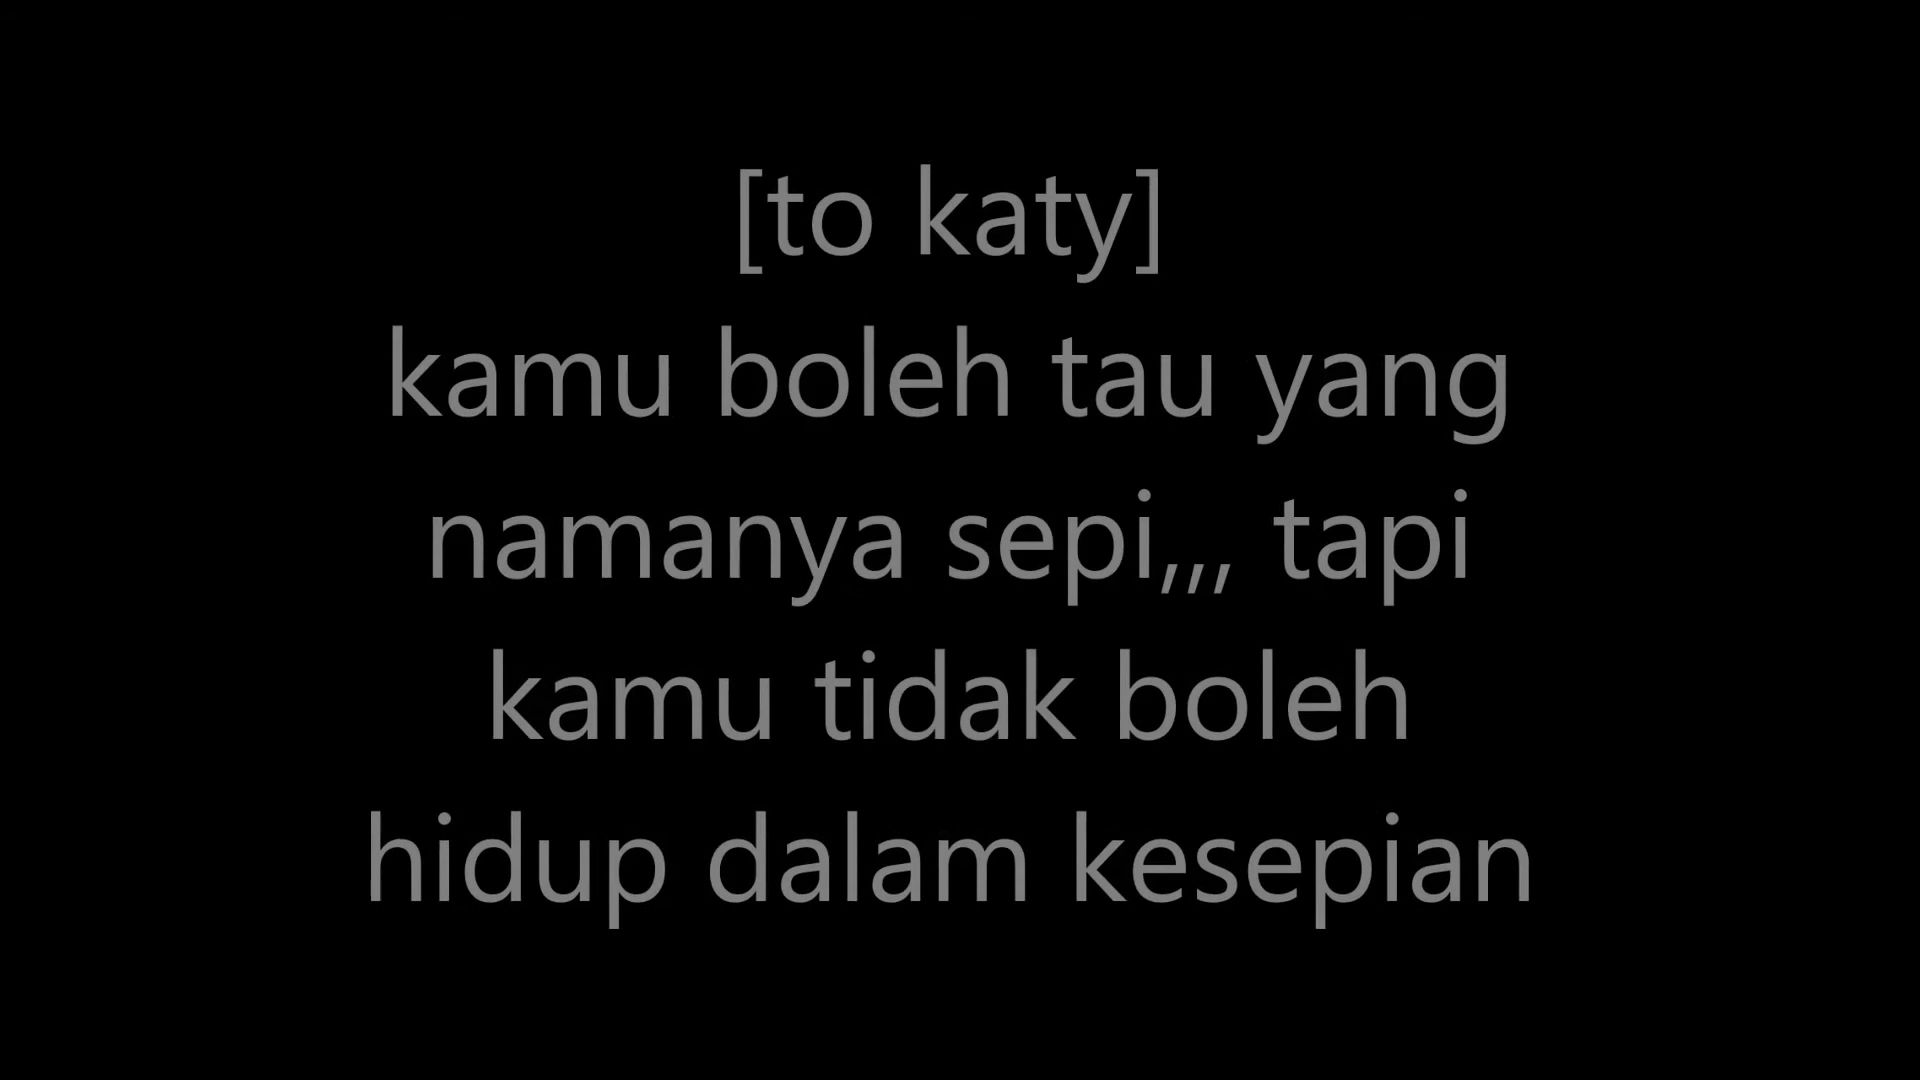 [to katy]
kamu boleh tau yang
namanya sepi,,, tapi
kamu tidak boleh
hidup dalam kesepian